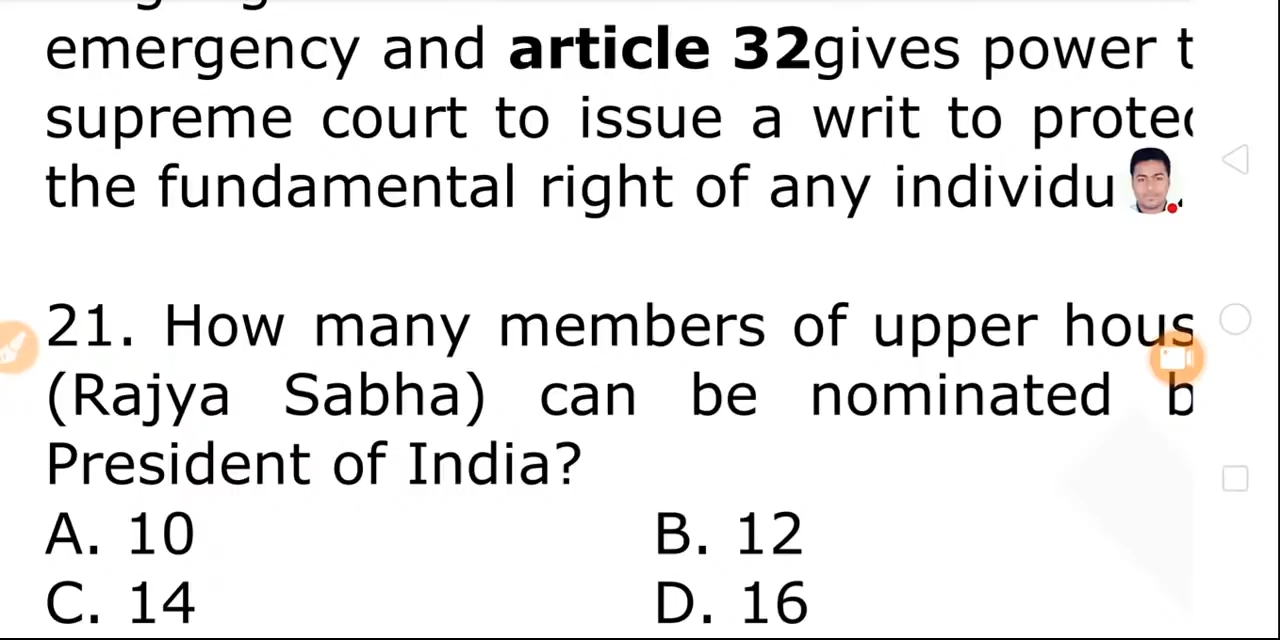 emergency and article 32gives power t
supreme court to issue a writ to protec
the fundamental right of any individu
21. How many members of upper hous
(Rajya Sabha) can be nominated b
President of India?
A. 10 B. 12
C. 14 D. 16